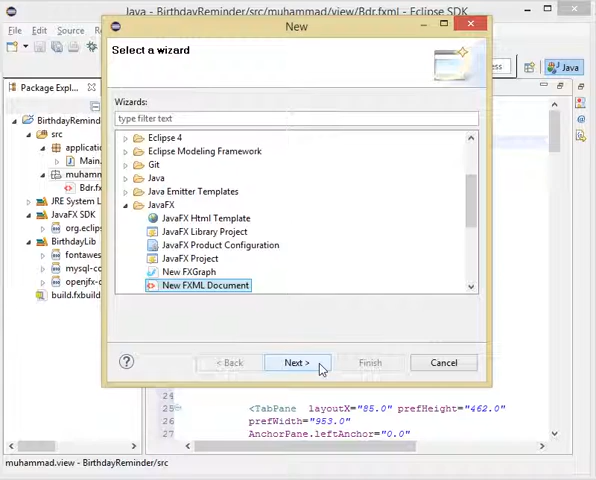 Java - BirthdayReminder/src/muhammad/view/Bdr.fxml - Eclipse SDK
File Edit Source
New
Select a wizard
Java
Package Expl...
Wizards:
type filter text
BirthdayRemind
src
applicati
Main.
muhamm
Bdr.fx
JRE System L
JavaFX SDK
org.eclips
BirthdayLib
fontawes
mysql-co
openjfx-c
build.fxbuild
Eclipse 4
Eclipse Modeling Framework
Git
Java
Java Emitter Templates
JavaFX
JavaFX Html Template
JavaFX Library Project
JavaFX Product Configuration
JavaFX Project
New FXGraph
New FXML Document
?
< Back
Next >
Finish
Cancel
24
25 <TabPane layoutX="85.0" prefHeight="462.0"
26 prefWidth="953.0"
27 AnchorPane.leftAnchor="0.0"
muhammad.view - BirthdayReminder/src